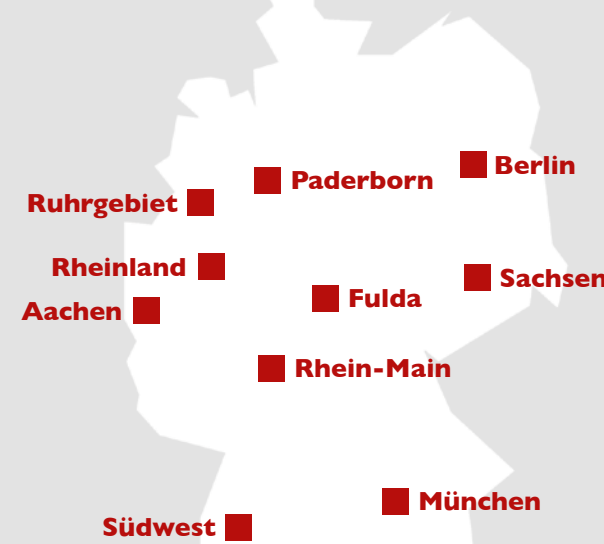 Berlin
Paderborn
Ruhrgebiet
Rheinland
Sachsen
Fulda
Aachen
Rhein-Main
München
Südwest